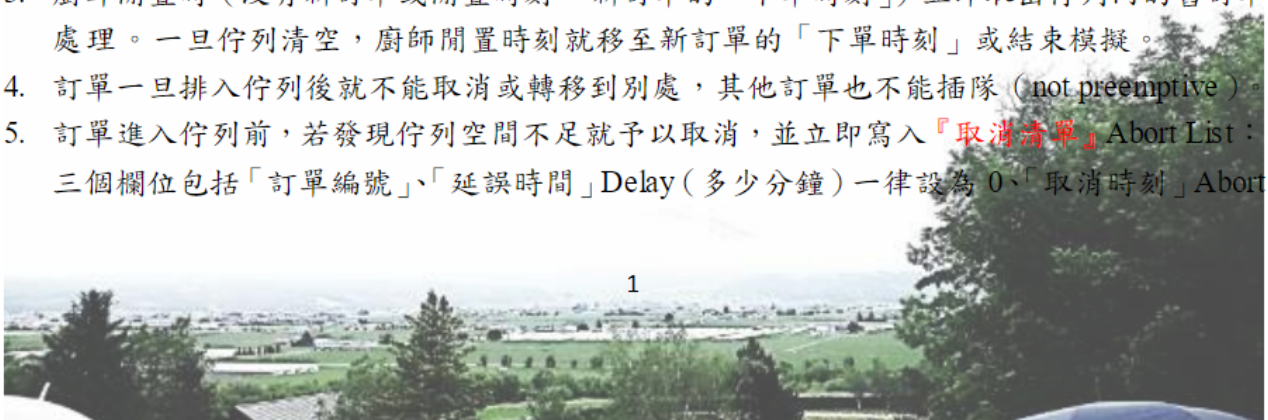 處理。一旦佇列清空，廚師閒置時刻就移至新訂單的「下單時刻」或結束模擬。
4. 訂單一旦排入佇列後就不能取消或轉移到別處，其他訂單也不能插隊（not preemptive）。
5. 訂單進入佇列前，若發現佇列空間不足就予以取消，並立即寫入『取消清單』Abort List：
三個欄位包括「訂單編號」、「延誤時間」Delay（多少分鐘）一律設為 0、「取消時刻」Abort
1